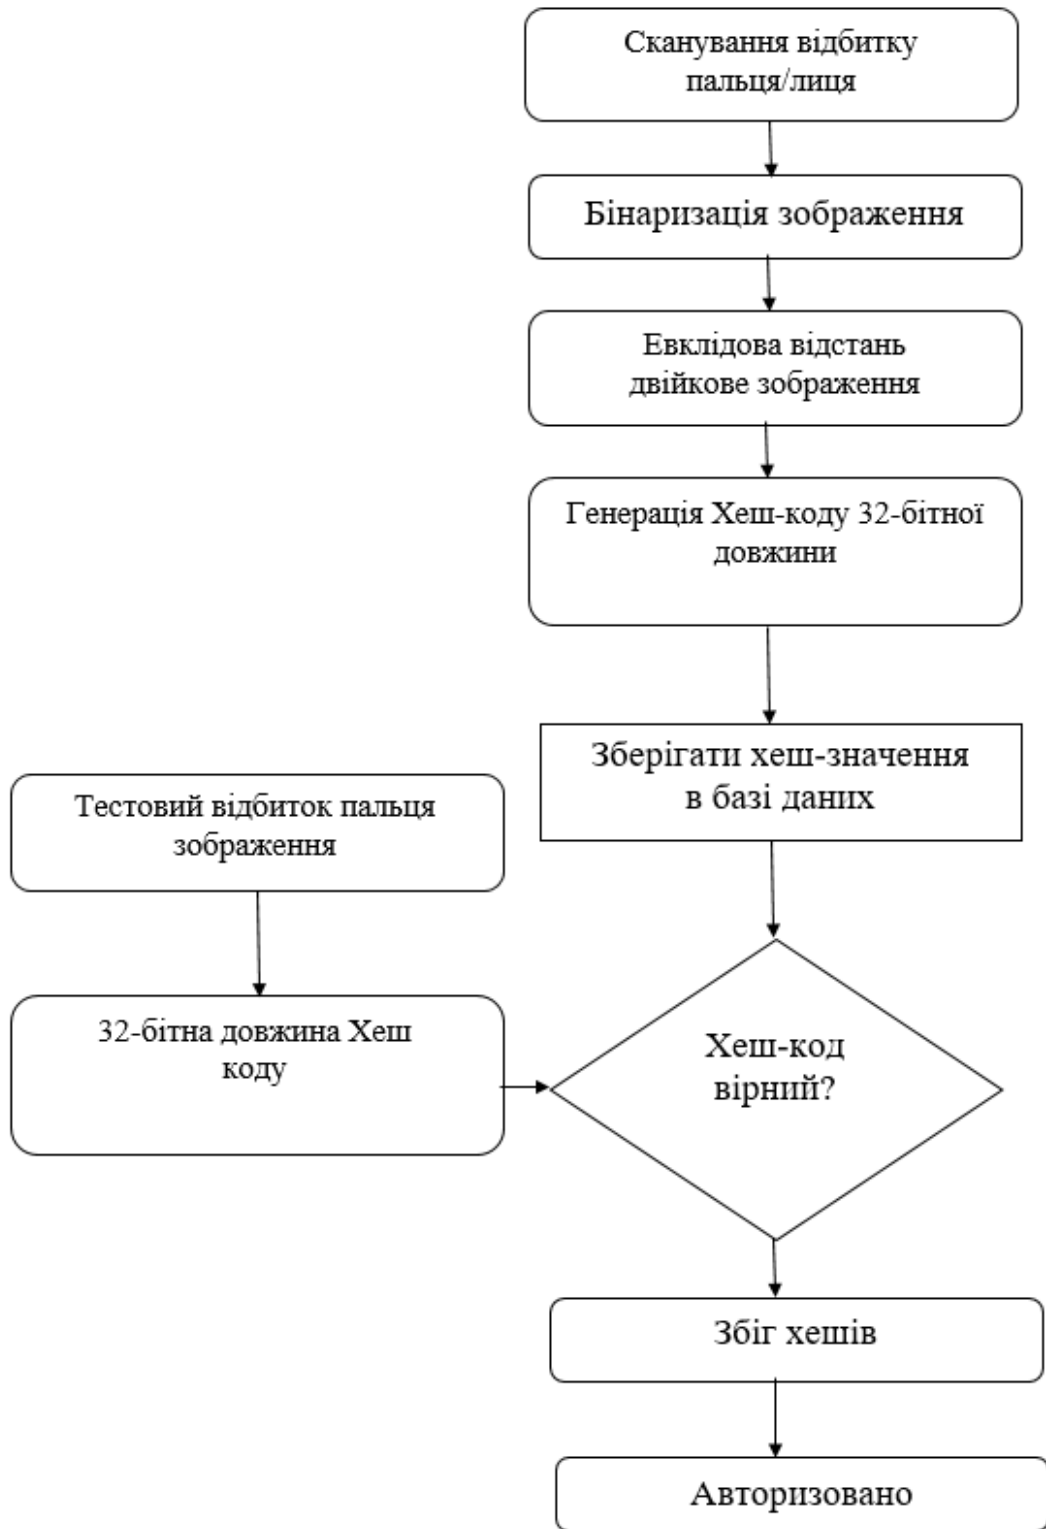 Сканування відбитку
пальця/лиця
Бінаризація зображення
Евклідова відстань
двійкове зображення
Генерація Хеш-коду 32-бітної
довжини
Зберігати хеш-значення
в базі даних
Тестовий відбиток пальця
зображення
32-бітна довжина Хеш
коду
Хеш-код
вірний?
Збіг хешів
Авторизовано